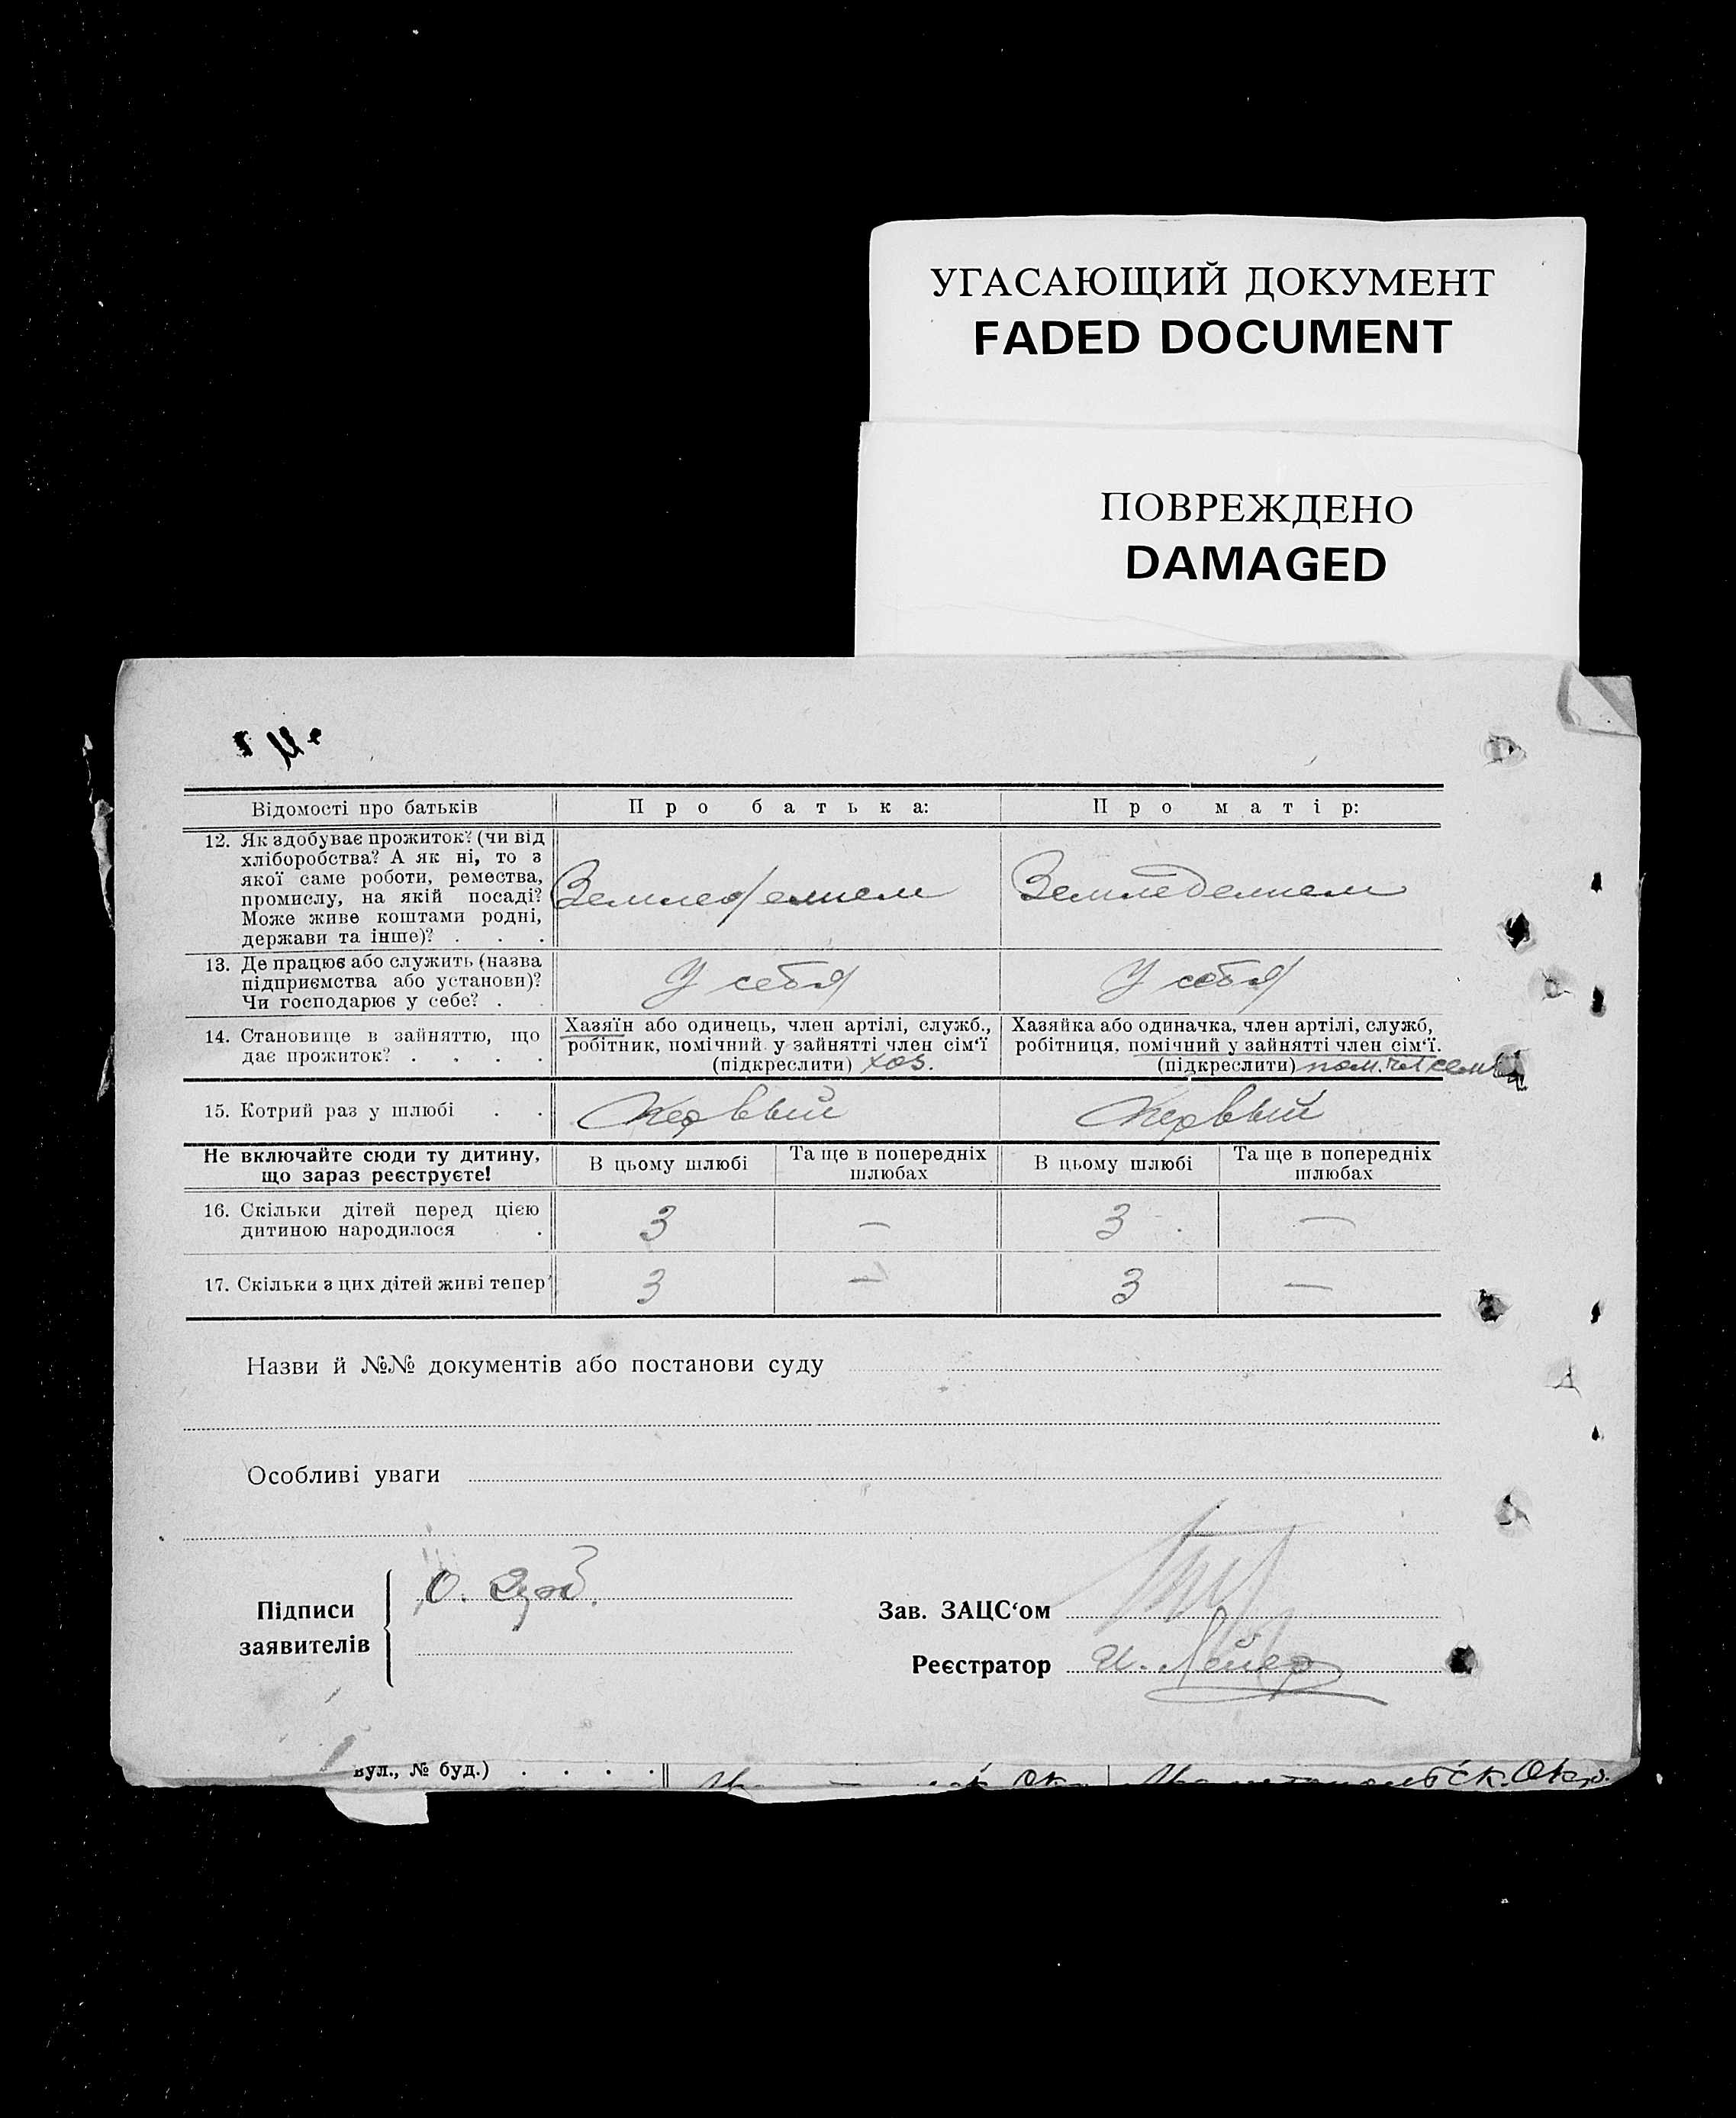 УГАСАЮЩИЙ ДОКУМЕНТ
FADED DOCUMENT
ПОВРЕЖДЕНО
DAMAGED
Відомості про батьків
Про батька:
Про матір:
12. Як здобуває прожиток? (чи від
хліборобства? А як ні, то з
якої саме роботи, ремества,
промислу, на якій посаді?
Може живе коштами родні,
держави та інше)? . . .
Земледелием
Земледелием
13. Де працює або служить (назва
підприємства або установи)?
Чи господарює у себе? . .
У себя
У себя
14. Становище в зайняттю, що
дає прожиток? . . . .
Хазяїн або одинець, член артілі, служб.,
робітник, помічний у зайнятті член сім'ї
(підкреслити) хоз.
Хазяйка або одиначка, член артілі, служб,
робітниця, помічний у зайнятті член сім'ї.
(підкреслити) пом. чл семьи
15. Котрий раз у шлюбі . .
Первый
Первый
Не включайте сюди ту дитину,
що зараз реєструєте!
В цьому шлюбі
Та ще в попередніх
шлюбах
В цьому шлюбі
Та ще в попередніх
шлюбах
16. Скільки дітей перед цією
дитиною народилося .
3 — 3 —
17. Скільки з цих дітей живі тепер
3 — 3 —
Назви й №№ документів або постанови суду
Особливі уваги
Підписи
заявителів
Зав. ЗАЦС'ом
Реєстратор
вул., № буд.) . . . .
ск. Окр.